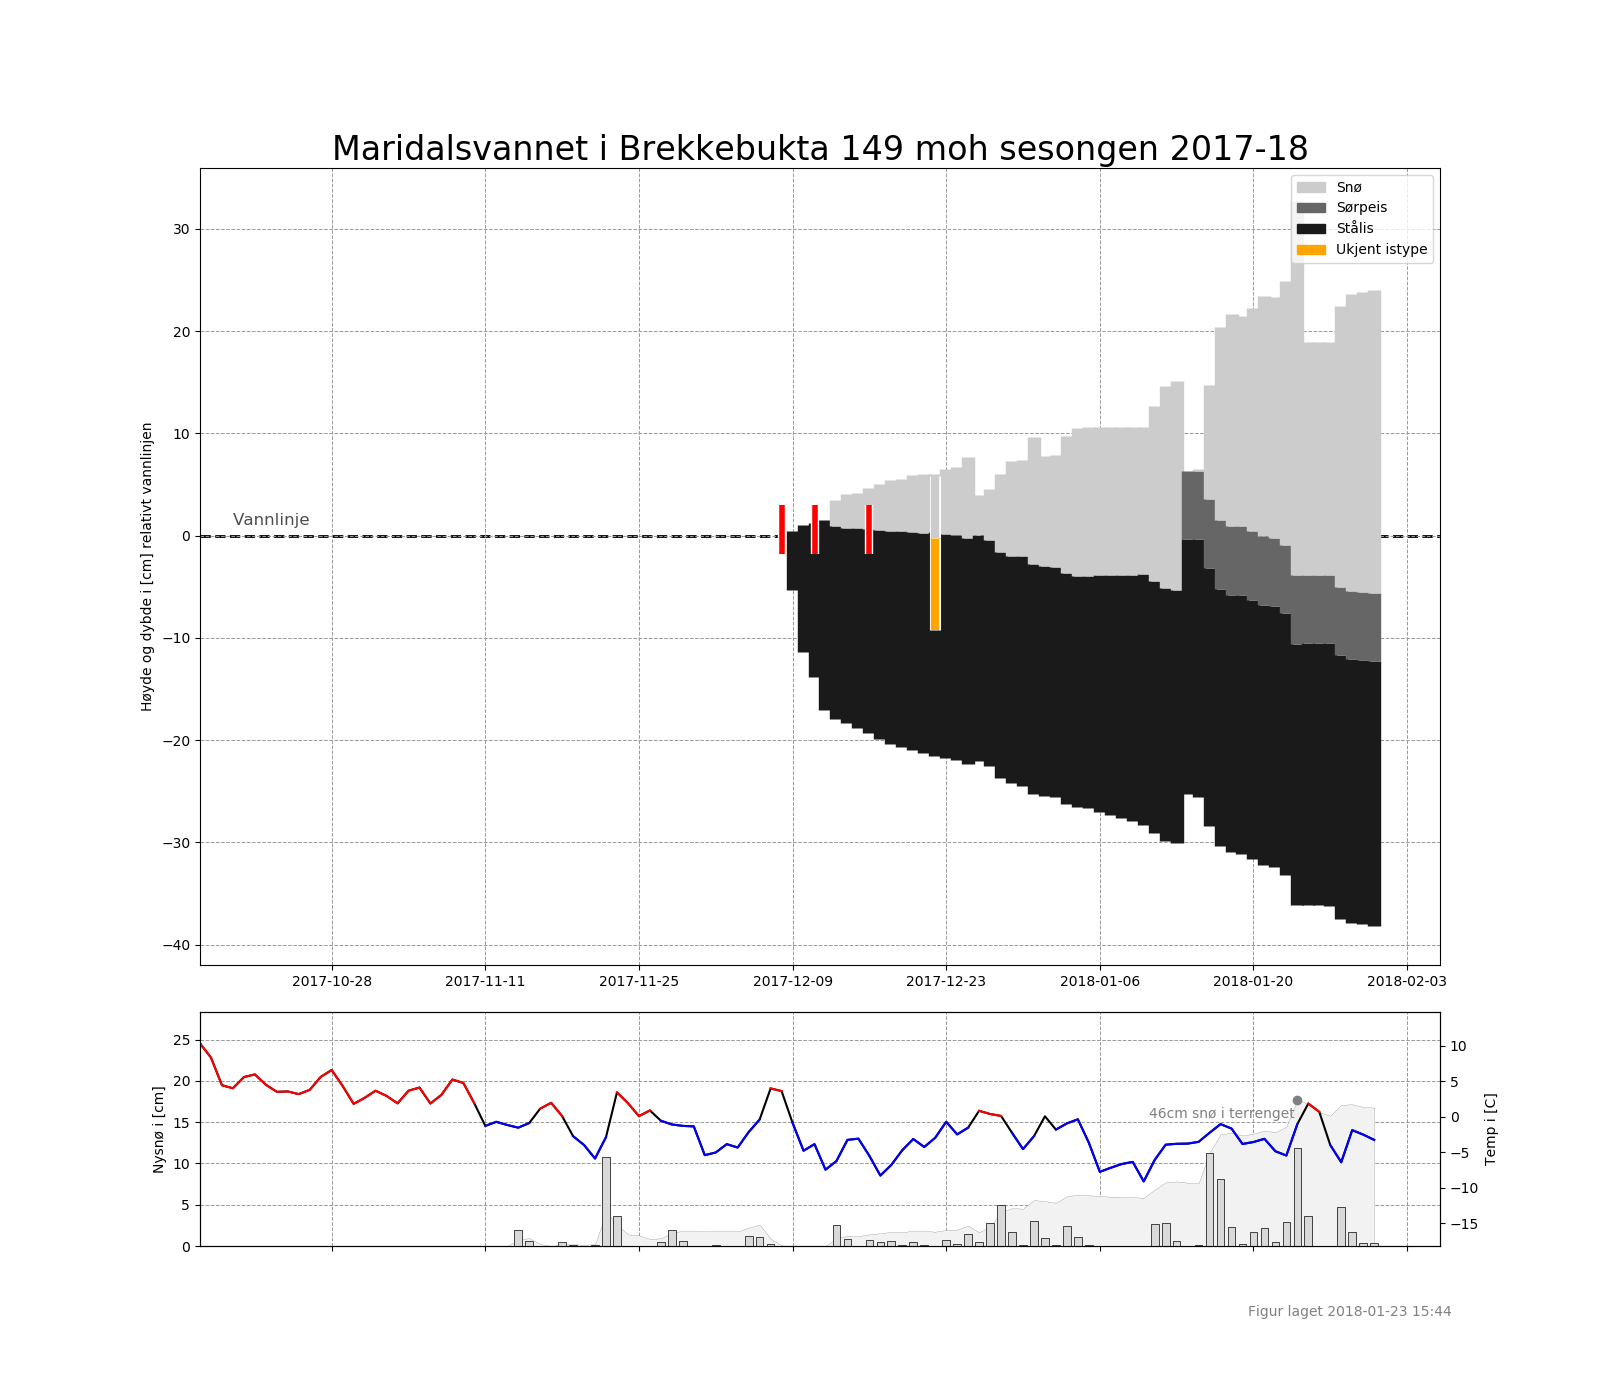 Maridalsvannet i Brekkebukta 149 moh sesongen 2017-18
Snø
Sørpeis
Stålis
Ukjent istype
30
20
10
0
−10
−20
−30
−40
Høyde og dybde i [cm] relativt vannlinjen
Vannlinje
2017-10-28 2017-11-11 2017-11-25 2017-12-09 2017-12-23 2018-01-06 2018-01-20 2018-02-03
25
20
15
10
5
0
Nysnø i [cm]
46cm snø i terrenget
10
5
0
−5
−10
−15
Temp i [C]
Figur laget 2018-01-23 15:44